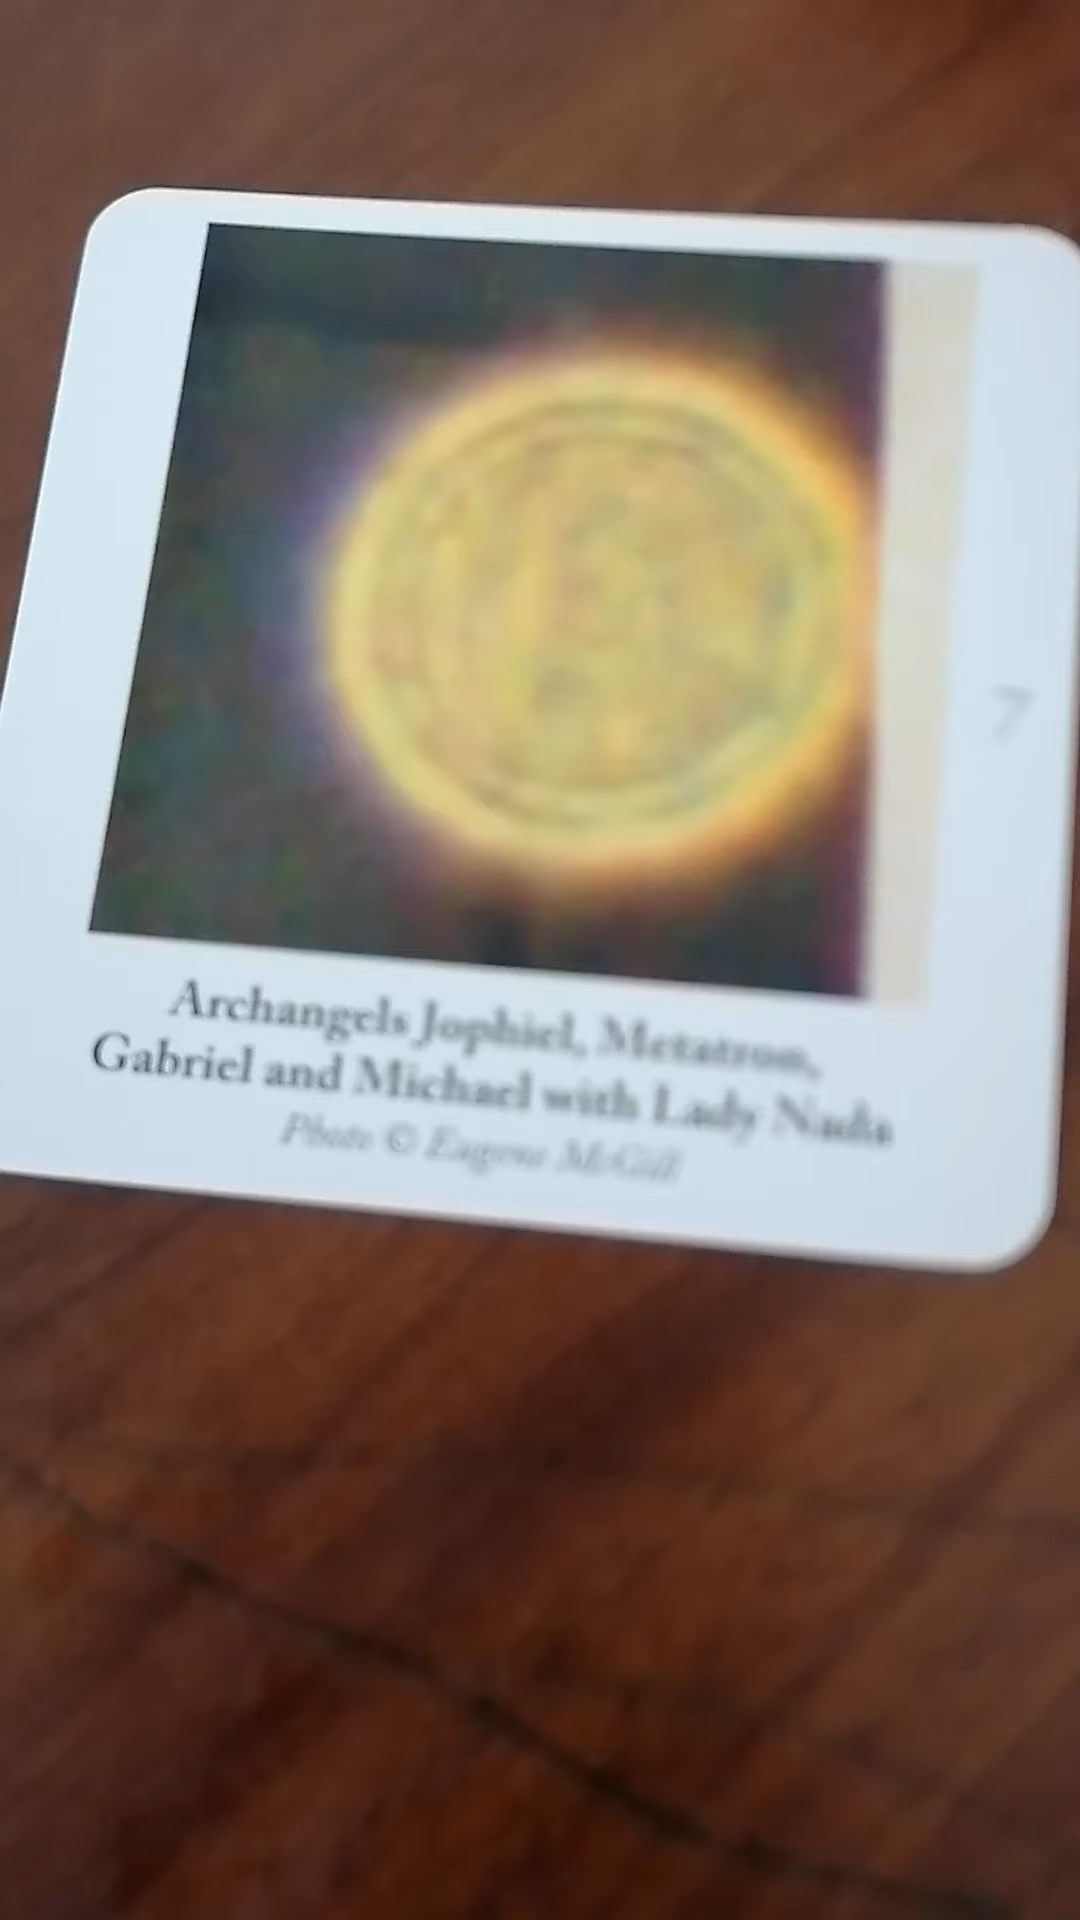 7
Archangels Jophiel, Metatron,
Gabriel and Michael with Lady Nada
Photo © Eugene McGill